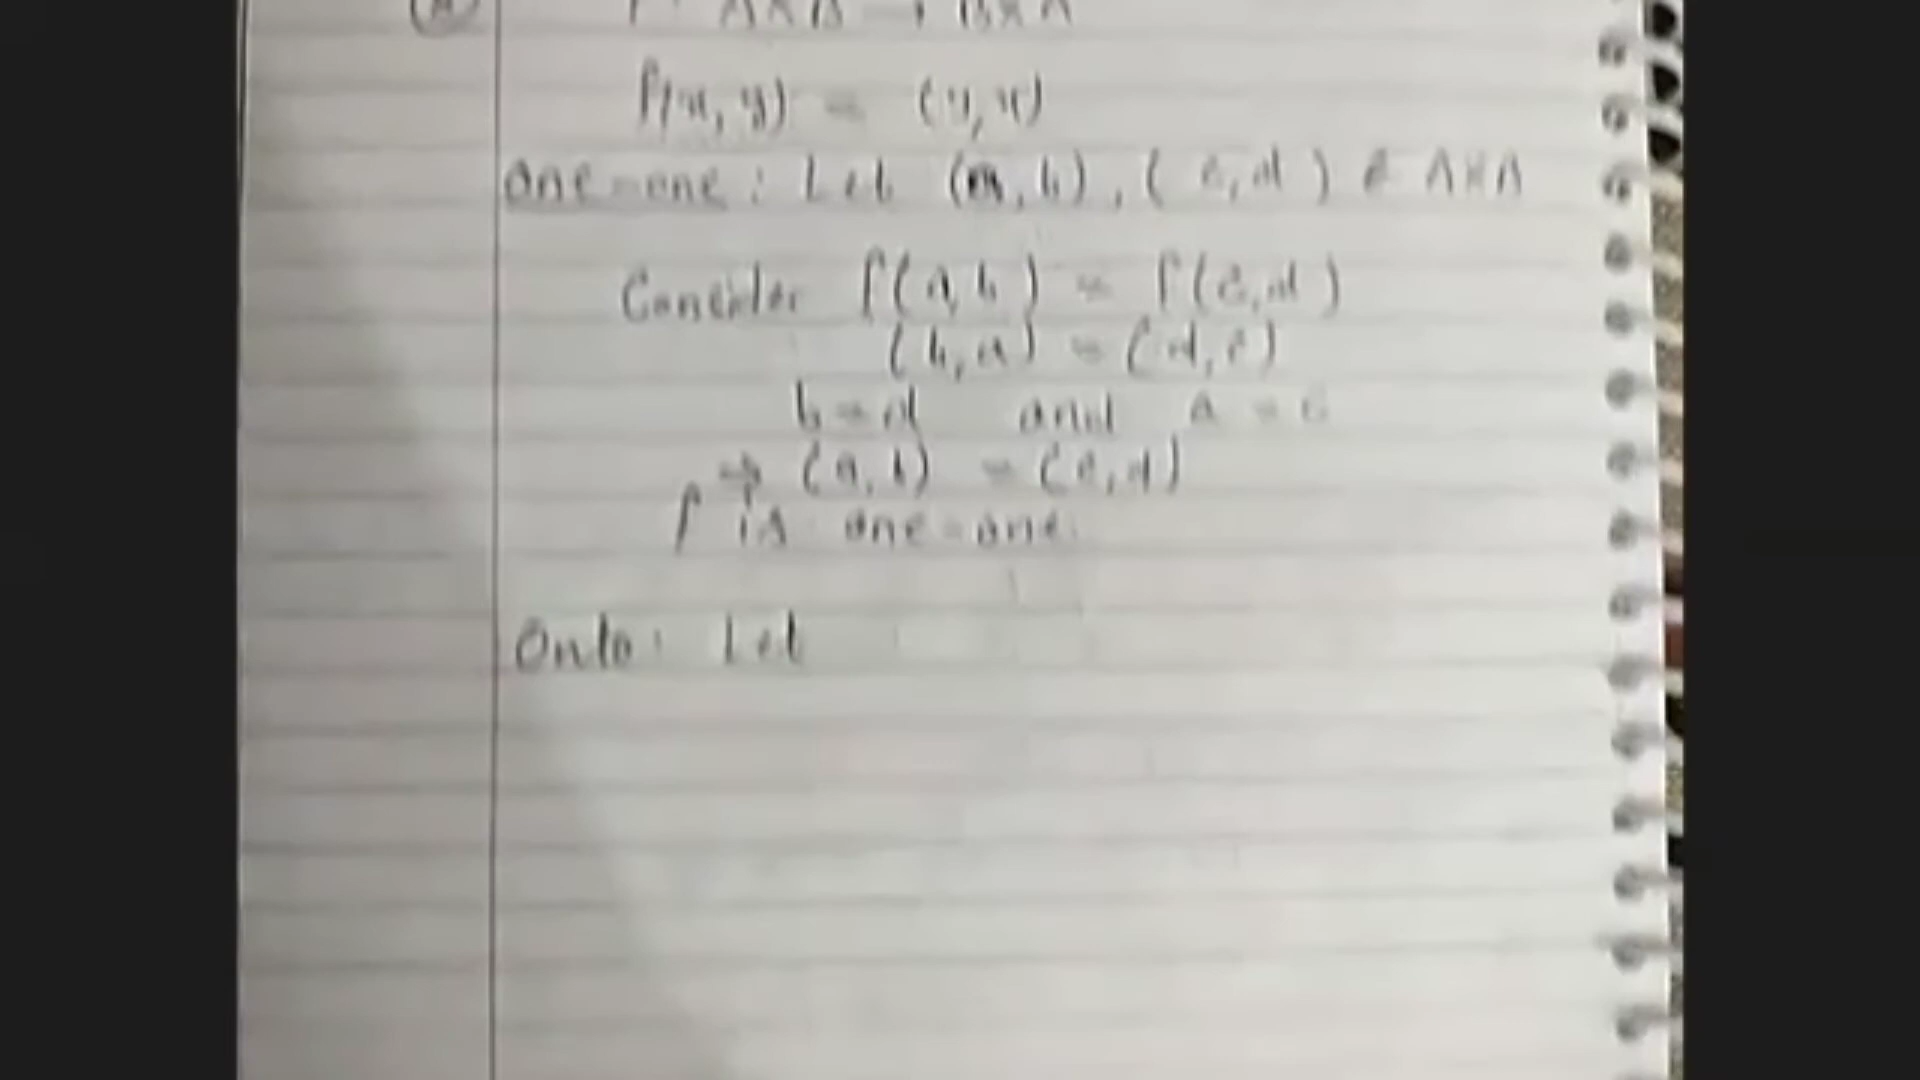 f : A×B → B×A
f(x, y) = (y, x)
one-one : Let (a, b), (c, d) ∈ A×A
Consider f(a, b) = f(c, d)
(b, a) = (d, c)
b = d and a = c
⇒ (a, b) = (c, d)
f is one-one.
Onto : Let